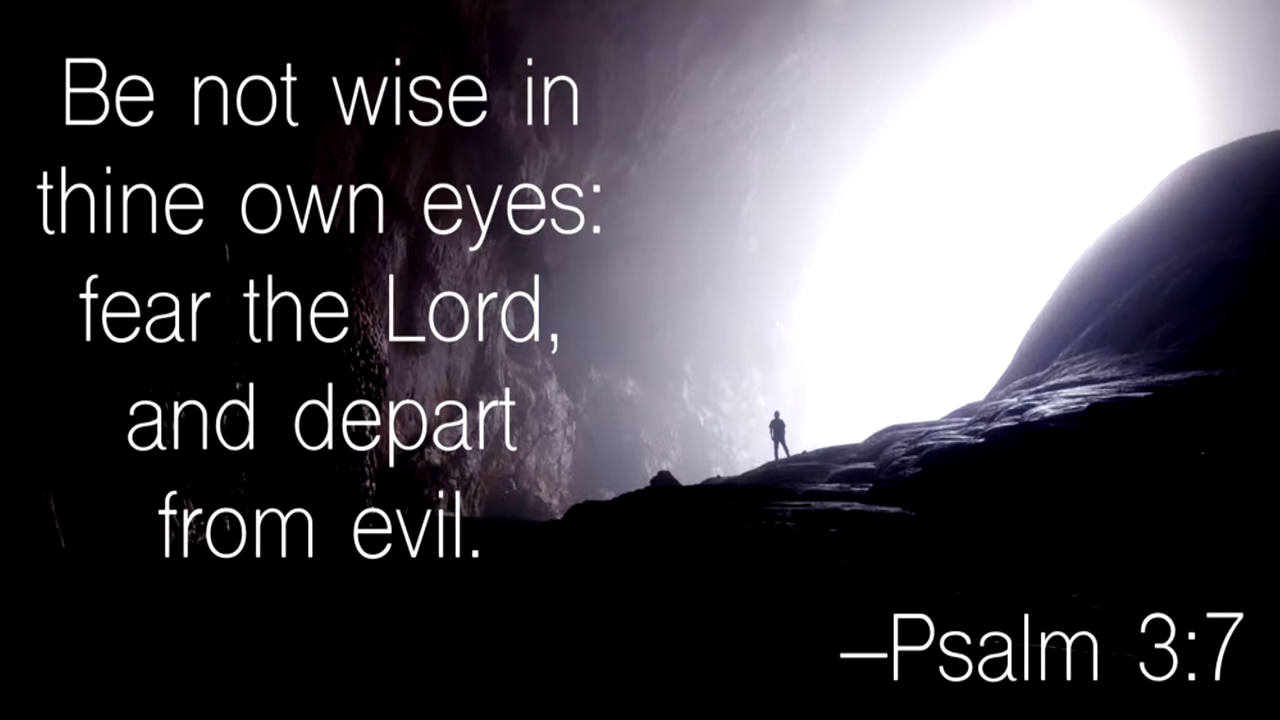 Be not wise in
thine own eyes:
fear the Lord,
and depart
from evil.
–Psalm 3:7